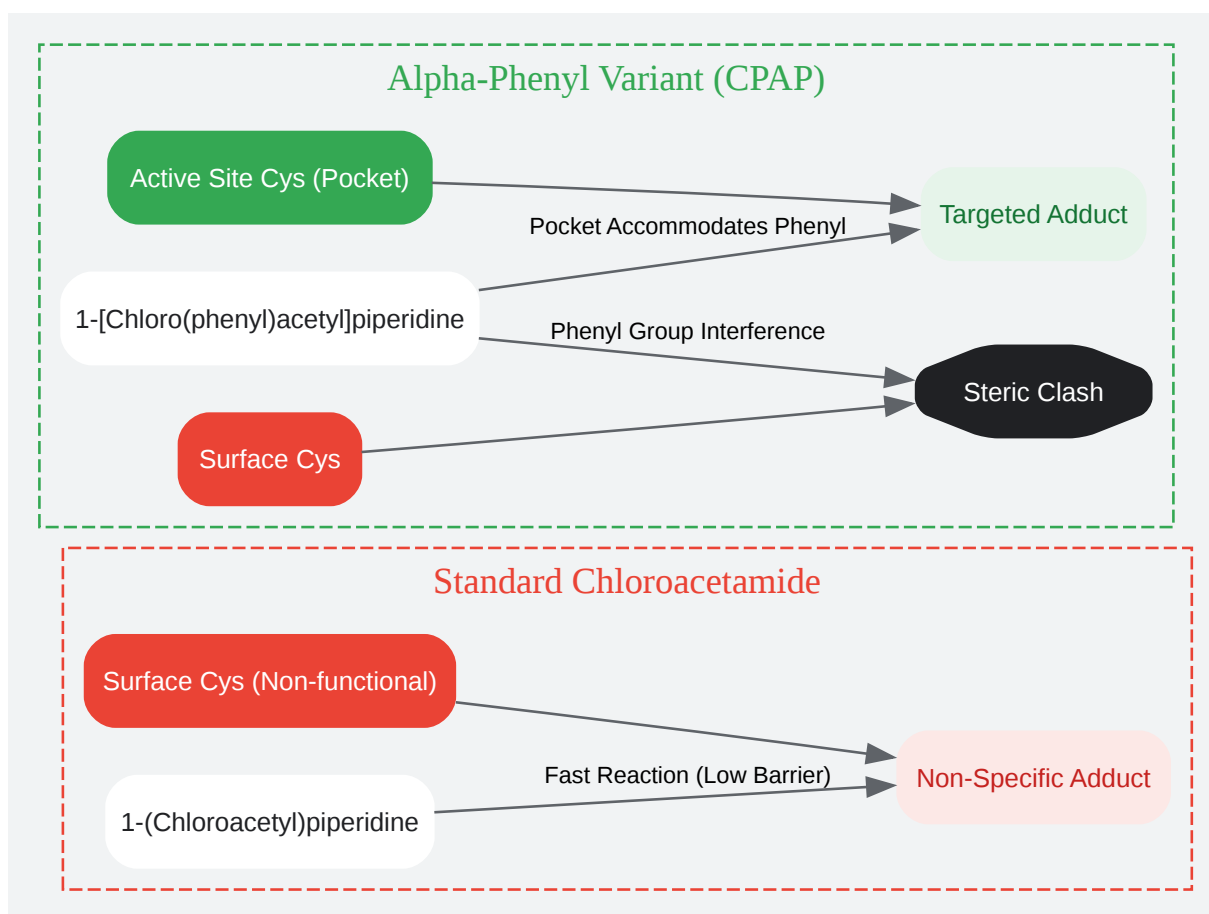 Alpha-Phenyl Variant (CPAP)
Active Site Cys (Pocket)
Targeted Adduct
Pocket Accommodates Phenyl
1-[Chloro(phenyl)acetyl]piperidine
Phenyl Group Interference
Steric Clash
Surface Cys
Standard Chloroacetamide
Surface Cys (Non-functional)
Fast Reaction (Low Barrier)
Non-Specific Adduct
1-(Chloroacetyl)piperidine